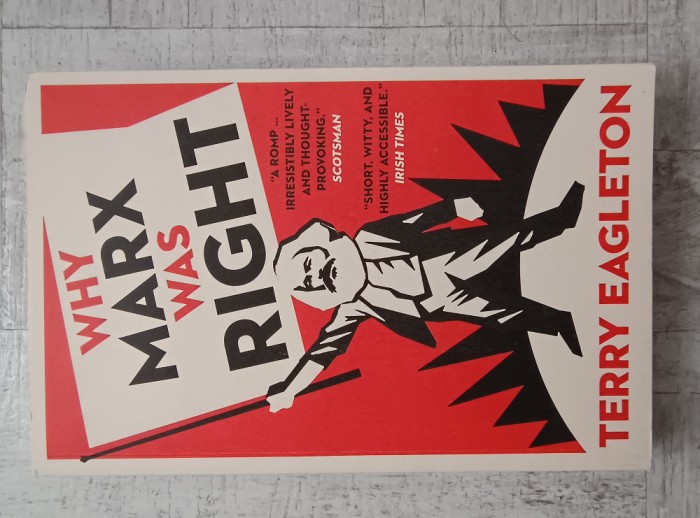 WHY
MARX
WAS
RIGHT
"A ROMP ...
IRRESISTIBLY LIVELY
AND THOUGHT-
PROVOKING."
SCOTSMAN
"SHORT, WITTY, AND
HIGHLY ACCESSIBLE."
IRISH TIMES
TERRY EAGLETON